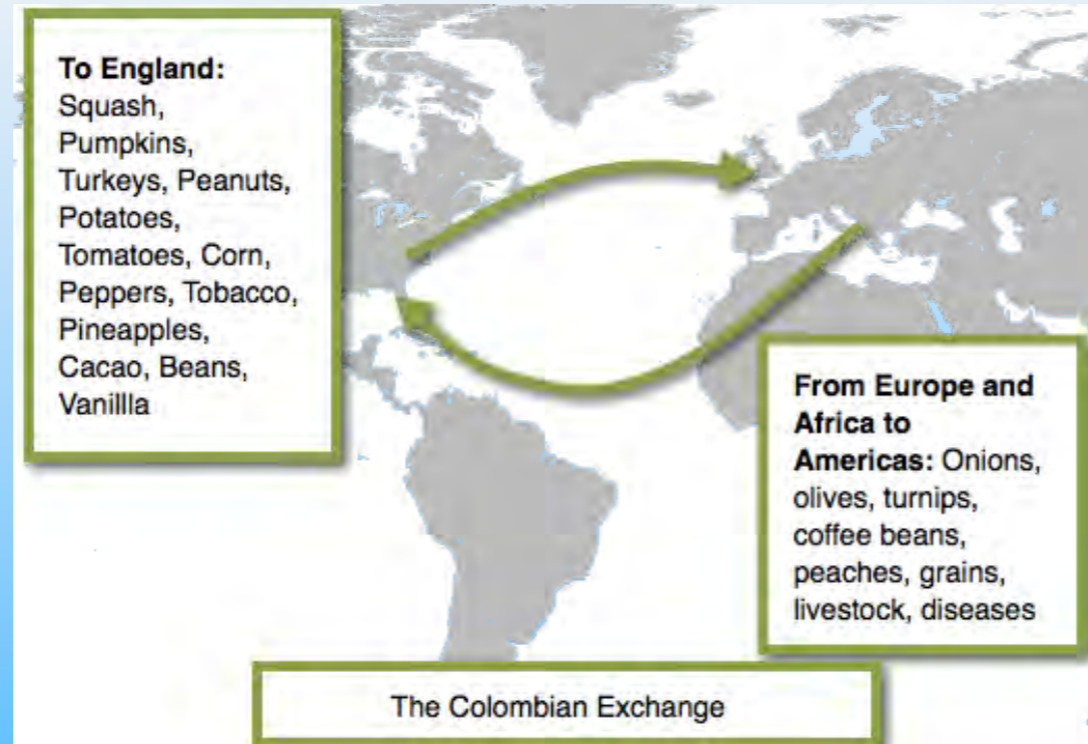 To England:
Squash,
Pumpkins,
Turkeys, Peanuts,
Potatoes,
Tomatoes, Corn,
Peppers, Tobacco,
Pineapples,
Cacao, Beans,
Vanillla
From Europe and
Africa to
Americas: Onions,
olives, turnips,
coffee beans,
peaches, grains,
livestock, diseases
The Colombian Exchange